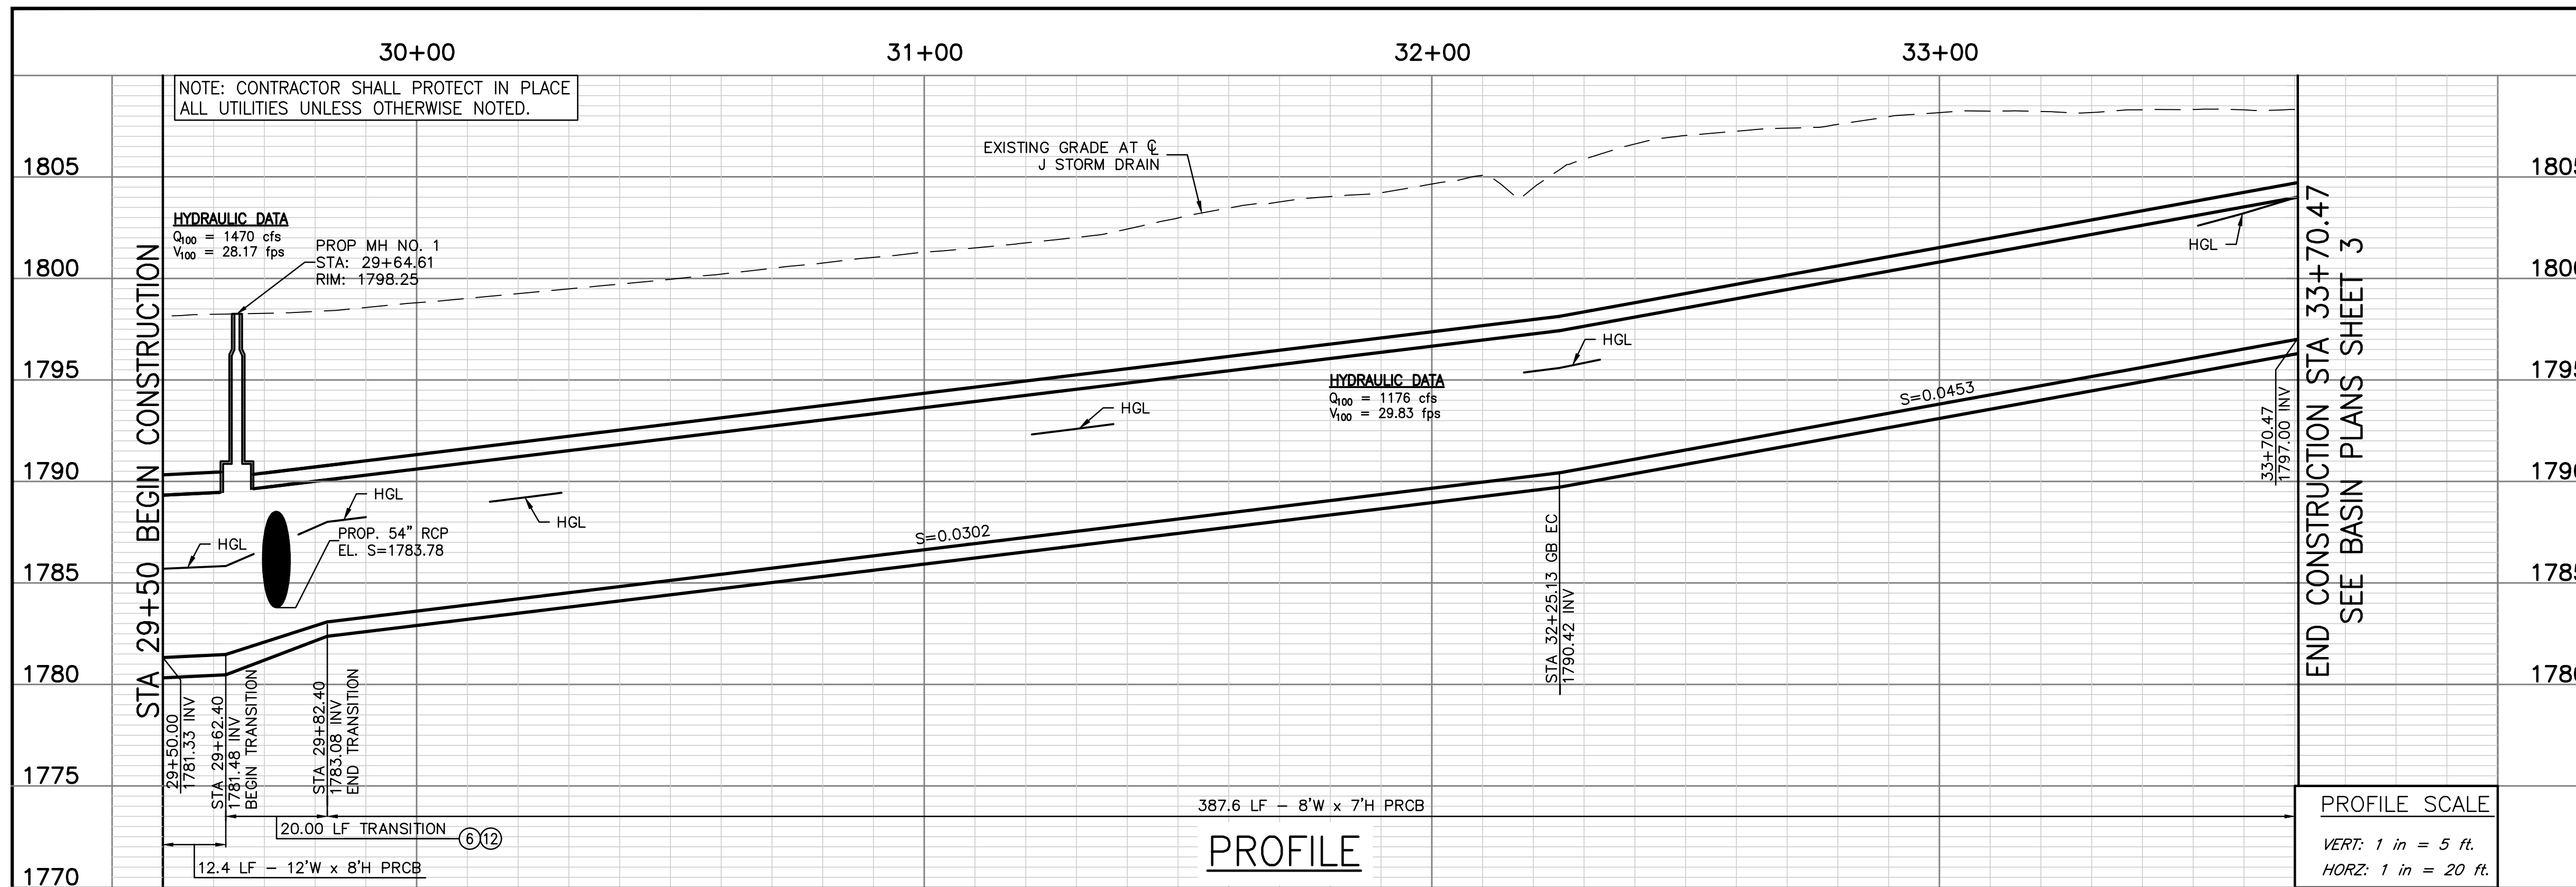 30+00
31+00
32+00
33+00
NOTE: CONTRACTOR SHALL PROTECT IN PLACE
ALL UTILITIES UNLESS OTHERWISE NOTED.
1805
1800
1795
1790
1785
1780
1775
1770
STA 29+50 BEGIN CONSTRUCTION
HYDRAULIC DATA
Q100 = 1470 cfs
V100 = 28.17 fps
PROP MH NO. 1
STA: 29+64.61
RIM: 1798.25
EXISTING GRADE AT ℄
J STORM DRAIN
HGL
HGL
HGL
HGL
HGL
HGL
PROP. 54" RCP
EL. S=1783.78
HYDRAULIC DATA
Q100 = 1176 cfs
V100 = 29.83 fps
S=0.0302
S=0.0453
29+50.00
1781.33 INV
STA 29+62.40
1781.48 INV
BEGIN TRANSITION
STA 29+82.40
1783.08 INV
END TRANSITION
STA 32+25.13 GB EC
1790.42 INV
33+70.47
1797.00 INV
END CONSTRUCTION STA 33+70.47
SEE BASIN PLANS SHEET 3
387.6 LF – 8'W x 7'H PRCB
20.00 LF TRANSITION 6 12
12.4 LF – 12'W x 8'H PRCB
PROFILE
PROFILE SCALE
VERT: 1 in = 5 ft.
HORZ: 1 in = 20 ft.